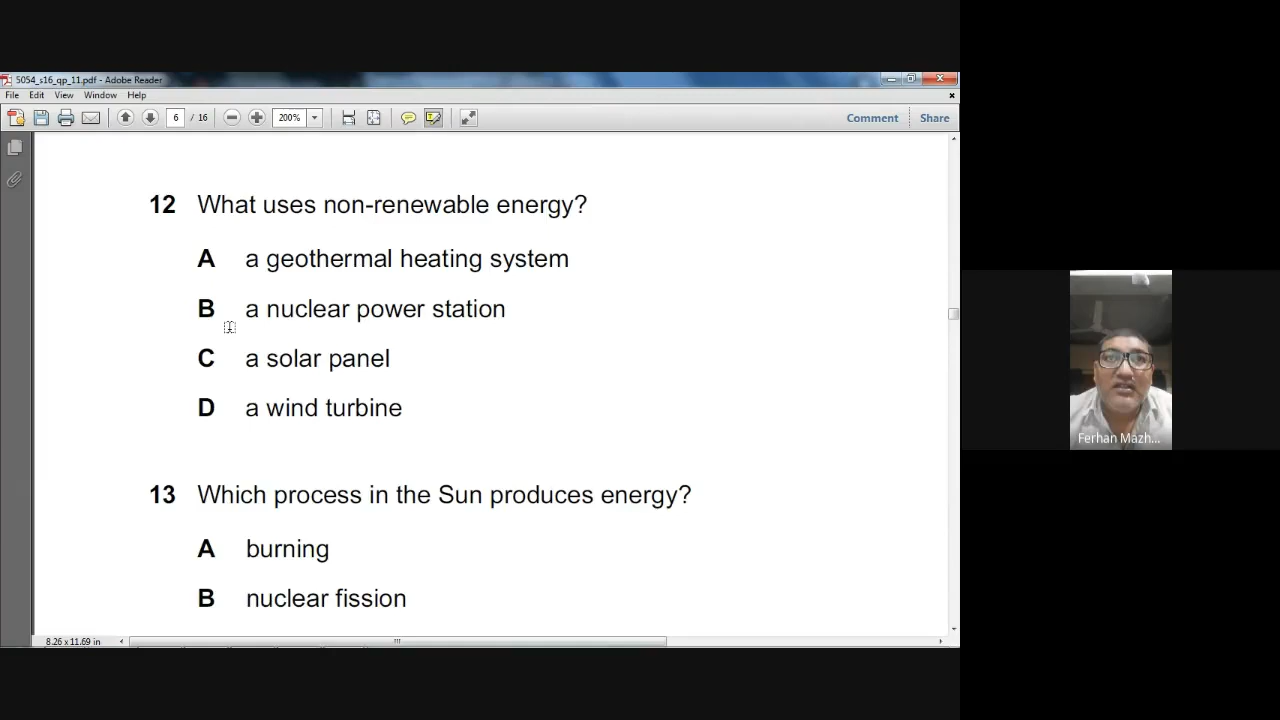 5054_s16_qp_11.pdf - Adobe Reader
File Edit View Window Help
6 / 16 200% Comment Share
12 What uses non-renewable energy?
A a geothermal heating system
B a nuclear power station
C a solar panel
D a wind turbine
13 Which process in the Sun produces energy?
A burning
B nuclear fission
8.26 x 11.69 in
Ferhan Mazh...